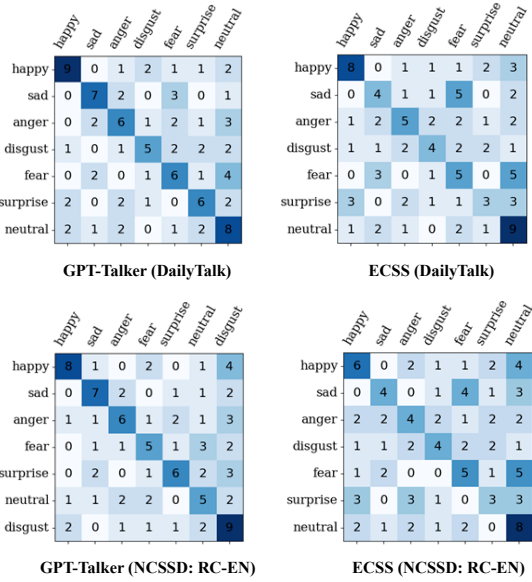 happy sad anger disgust fear surprise neutral
happy 9 0 1 2 1 1 2
sad 0 7 2 0 3 0 1
anger 0 2 6 1 2 1 3
disgust 1 0 1 5 2 2 2
fear 0 2 0 1 6 1 4
surprise 2 0 2 1 0 6 2
neutral 2 1 2 1 2 2 8
GPT-Talker (DailyTalk)
happy sad anger disgust fear surprise neutral
happy 8 0 1 1 1 2 3
sad 0 4 1 1 5 0 2
anger 1 2 5 2 2 1 2
disgust 1 1 2 4 2 2 1
fear 0 3 0 1 5 0 5
surprise 3 0 2 1 1 3 3
neutral 1 2 1 0 2 1 9
ECSS (DailyTalk)
happy sad anger fear surprise neutral disgust
happy 8 1 0 2 0 1 4
sad 0 7 2 0 1 1 2
anger 1 1 6 1 2 1 3
fear 0 1 1 5 1 3 2
surprise 0 2 0 1 6 2 3
neutral 1 1 2 2 0 5 2
disgust 2 0 1 1 1 2 9
GPT-Talker (NCSSD: RC-EN)
happy sad anger disgust fear surprise neutral
happy 6 0 2 1 1 2 4
sad 0 4 0 1 4 1 3
anger 2 2 4 2 1 2 2
disgust 1 1 2 4 2 2 1
fear 1 2 0 0 5 1 5
surprise 3 0 3 1 0 3 3
neutral 2 1 2 1 2 0 8
ECSS (NCSSD: RC-EN)